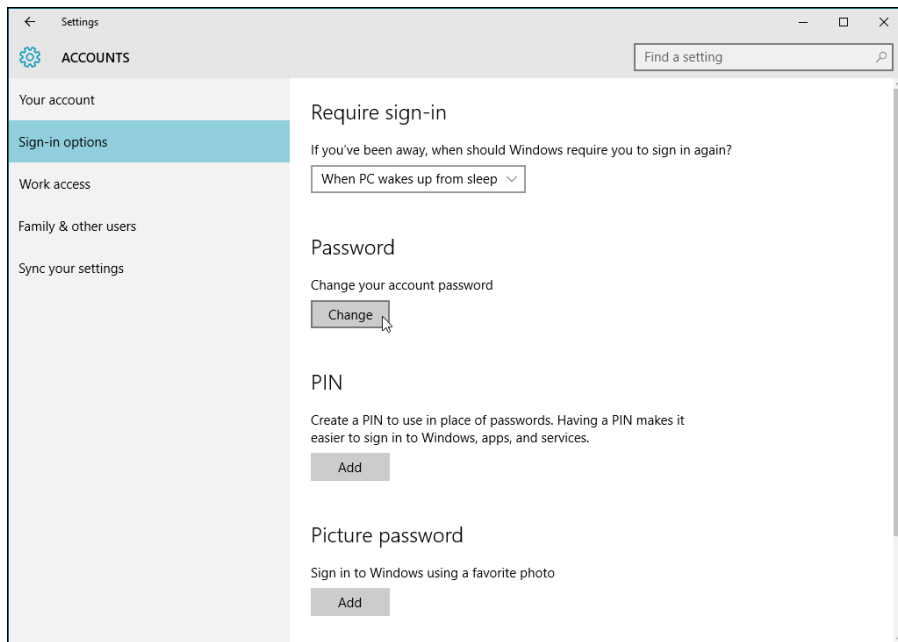 Settings
ACCOUNTS
Find a setting
Your account
Sign-in options
Work access
Family & other users
Sync your settings
Require sign-in
If you've been away, when should Windows require you to sign in again?
When PC wakes up from sleep
Password
Change your account password
Change
PIN
Create a PIN to use in place of passwords. Having a PIN makes it
easier to sign in to Windows, apps, and services.
Add
Picture password
Sign in to Windows using a favorite photo
Add